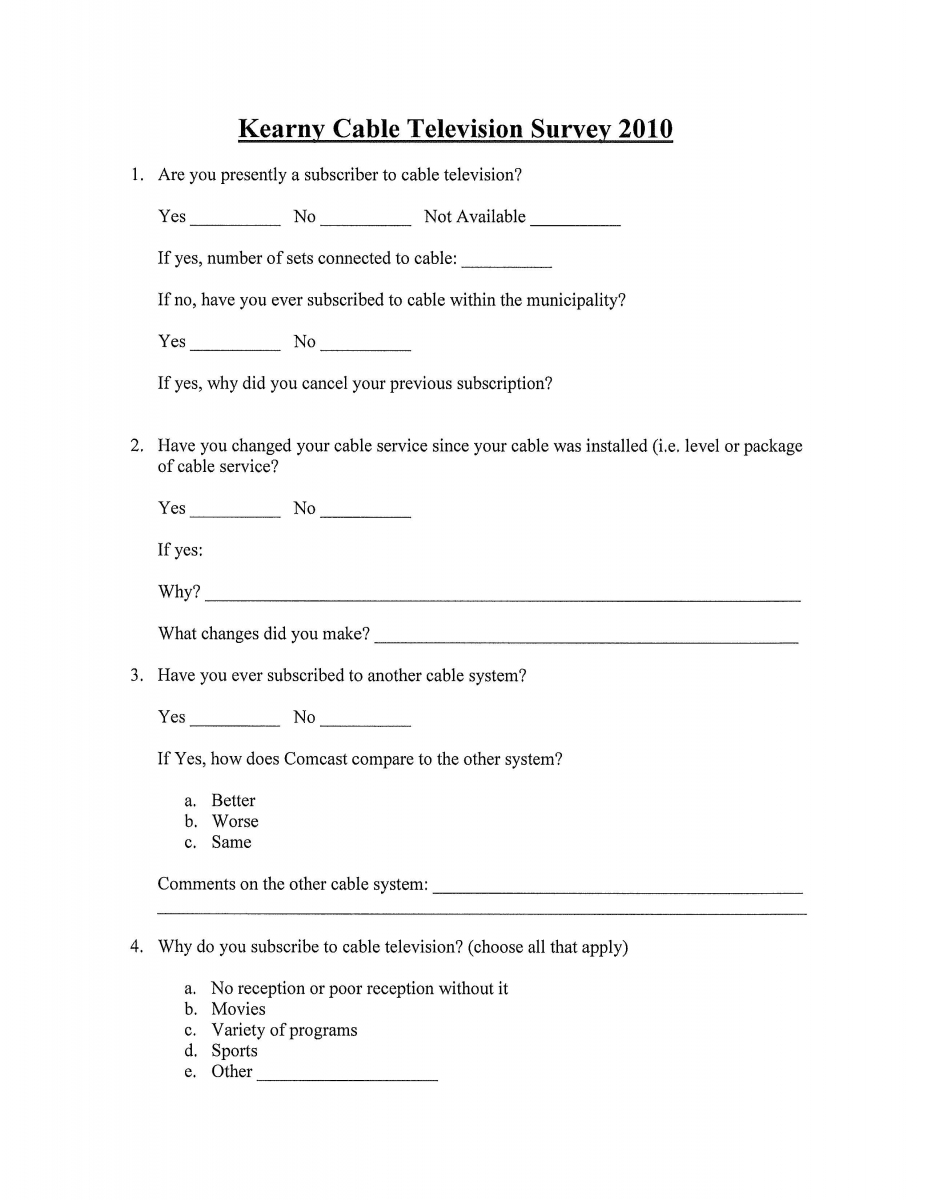 Kearny Cable Television Survey 2010
1. Are you presently a subscriber to cable television?
Yes __________ No __________ Not Available __________
If yes, number of sets connected to cable: __________
If no, have you ever subscribed to cable within the municipality?
Yes __________ No __________
If yes, why did you cancel your previous subscription?
2. Have you changed your cable service since your cable was installed (i.e. level or package
of cable service?
Yes __________ No __________
If yes:
Why? __________
What changes did you make? __________
3. Have you ever subscribed to another cable system?
Yes __________ No __________
If Yes, how does Comcast compare to the other system?
a. Better
b. Worse
c. Same
Comments on the other cable system: __________
4. Why do you subscribe to cable television? (choose all that apply)
a. No reception or poor reception without it
b. Movies
c. Variety of programs
d. Sports
e. Other __________